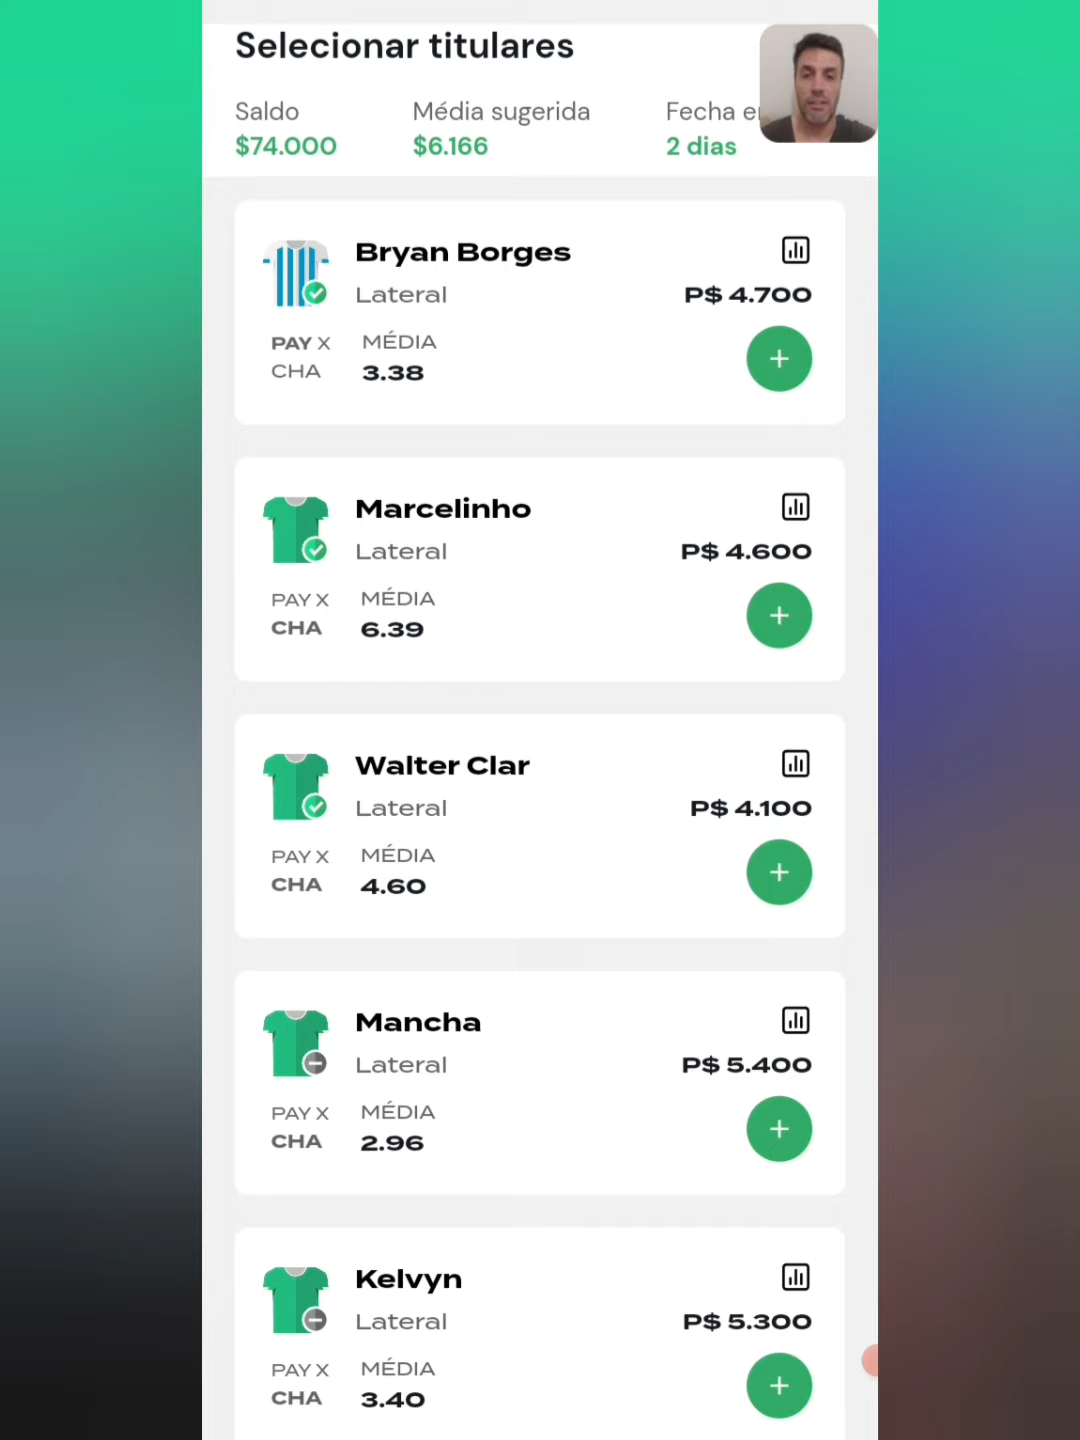 Selecionar titulares
Saldo
Média sugerida
Fecha
$74.000
$6.166
2 dias
Bryan Borges
Lateral
P$ 4.700
PAY X
CHA
MÉDIA
3.38
Marcelinho
Lateral
P$ 4.600
PAY X
CHA
MÉDIA
6.39
Walter Clar
Lateral
P$ 4.100
PAY X
CHA
MÉDIA
4.60
Mancha
Lateral
P$ 5.400
PAY X
CHA
MÉDIA
2.96
Kelvyn
Lateral
P$ 5.300
PAY X
CHA
MÉDIA
3.40